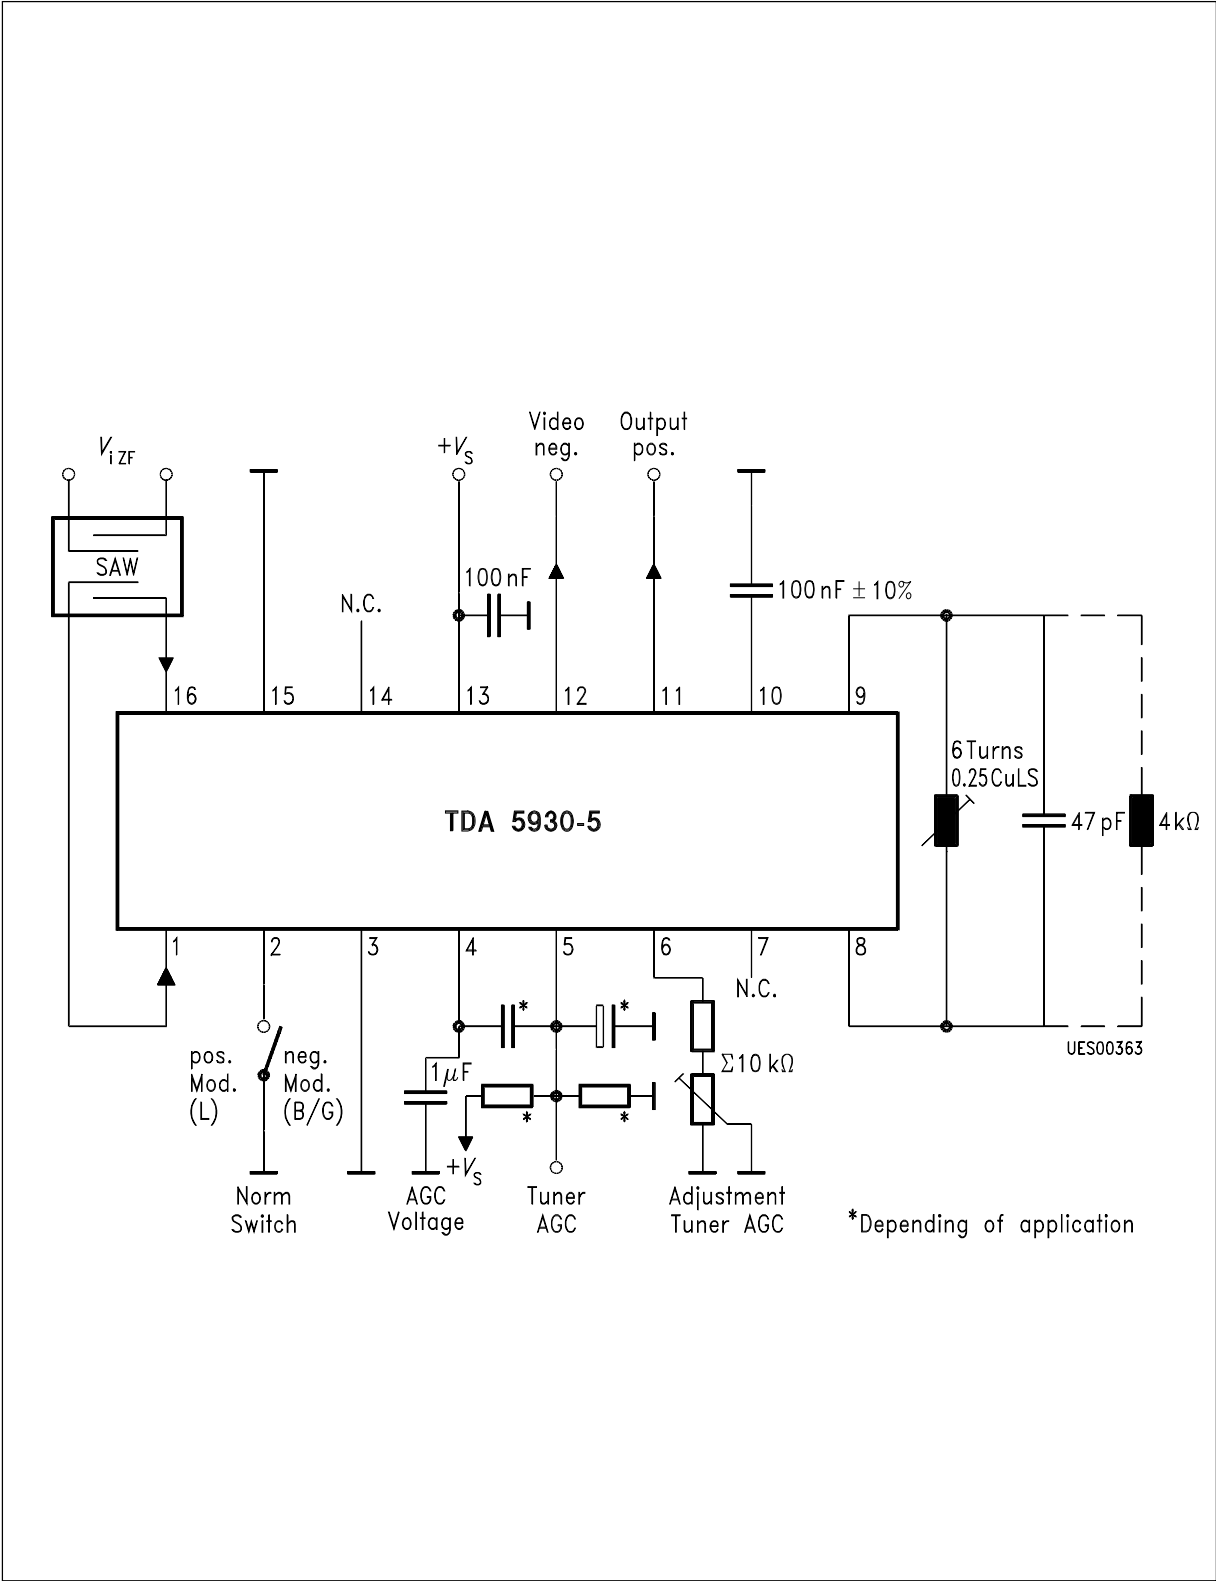 Video Output
neg. pos.
V i ZF
+VS
SAW
100 nF
100 nF ± 10%
N.C.
16 15 14 13 12 11 10 9
6 Turns
0.25 CuLS
TDA 5930-5
47 pF
4 kΩ
1 2 3 4 5 6 7 8
N.C.
* *
UES00363
pos. neg.
Mod. Mod.
(L) (B/G)
1 µF
Σ10 kΩ
* *
+VS
Norm
Switch
AGC
Voltage
Tuner
AGC
Adjustment
Tuner AGC
*Depending of application